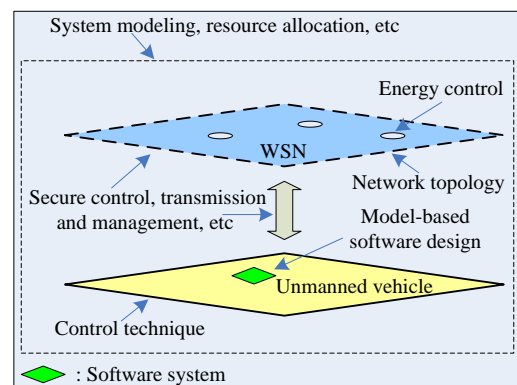 System modeling, resource allocation, etc
Energy control
WSN
Network topology
Secure control, transmission
and management, etc
Model-based
software design
Unmanned vehicle
Control technique
: Software system